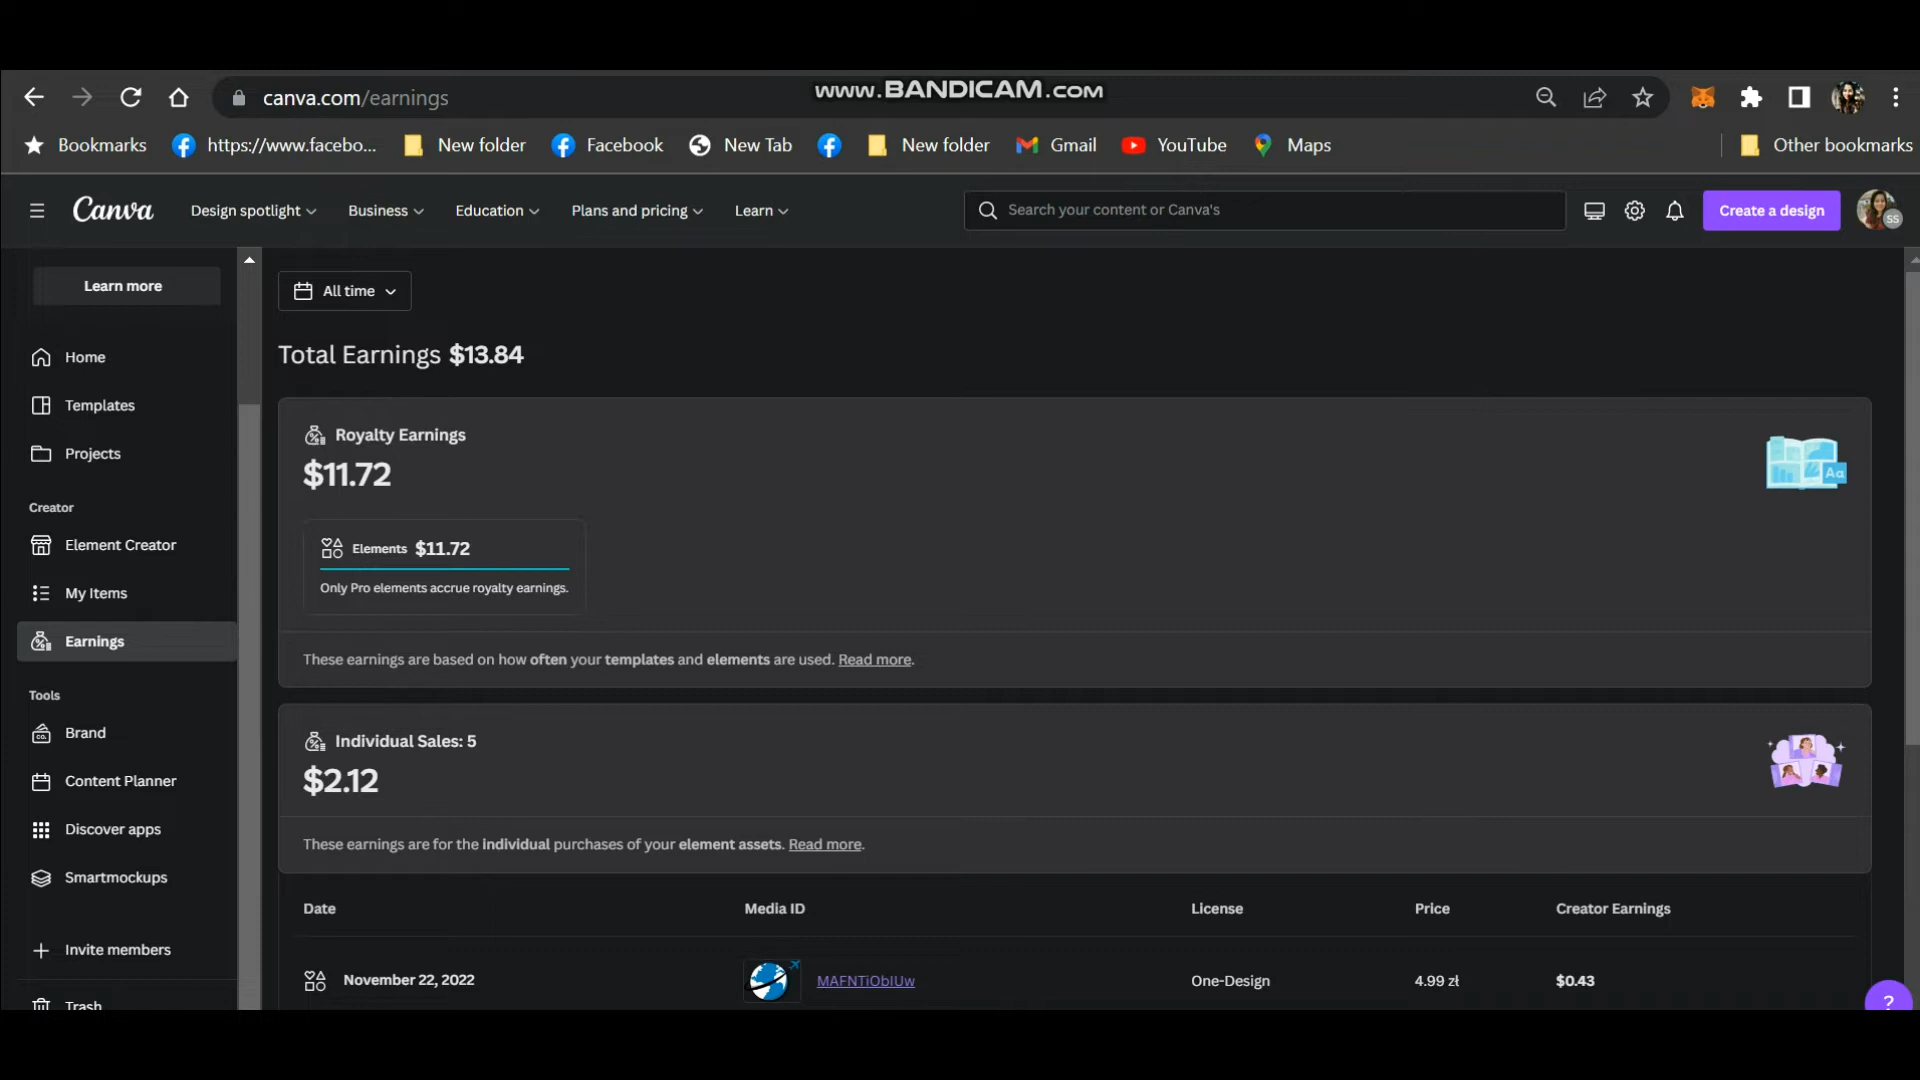 canva.com/earnings
www.BANDICAM.com
Bookmarks https://www.facebo... New folder Facebook New Tab New folder Gmail YouTube Maps Other bookmarks
Canva Design spotlight Business Education Plans and pricing Learn Search your content or Canva's Create a design SS
Learn more
All time
Home
Total Earnings $13.84
Templates
Projects
Creator
Element Creator
My Items
Earnings
Tools
Brand
Content Planner
Discover apps
Smartmockups
Invite members
Trash
Royalty Earnings
$11.72
Aa
Elements $11.72
Only Pro elements accrue royalty earnings.
These earnings are based on how often your templates and elements are used. Read more.
Individual Sales: 5
$2.12
These earnings are for the individual purchases of your element assets. Read more.
Date Media ID License Price Creator Earnings
November 22, 2022 MAFNTiObIUw One-Design 4.99 zł $0.43
?